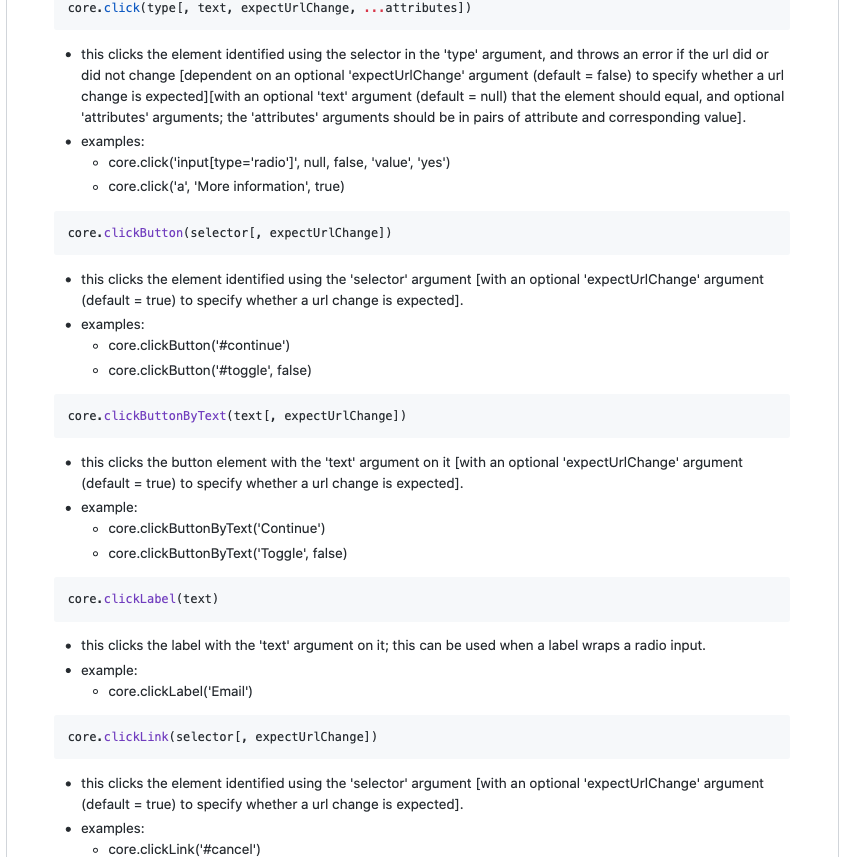 core.click(type[, text, expectUrlChange, ...attributes])
this clicks the element identified using the selector in the 'type' argument, and throws an error if the url did or
did not change [dependent on an optional 'expectUrlChange' argument (default = false) to specify whether a url
change is expected][with an optional 'text' argument (default = null) that the element should equal, and optional
'attributes' arguments; the 'attributes' arguments should be in pairs of attribute and corresponding value].
examples:
core.click('input[type='radio']', null, false, 'value', 'yes')
core.click('a', 'More information', true)
core.clickButton(selector[, expectUrlChange])
this clicks the element identified using the 'selector' argument [with an optional 'expectUrlChange' argument
(default = true) to specify whether a url change is expected].
examples:
core.clickButton('#continue')
core.clickButton('#toggle', false)
core.clickButtonByText(text[, expectUrlChange])
this clicks the button element with the 'text' argument on it [with an optional 'expectUrlChange' argument
(default = true) to specify whether a url change is expected].
example:
core.clickButtonByText('Continue')
core.clickButtonByText('Toggle', false)
core.clickLabel(text)
this clicks the label with the 'text' argument on it; this can be used when a label wraps a radio input.
example:
core.clickLabel('Email')
core.clickLink(selector[, expectUrlChange])
this clicks the element identified using the 'selector' argument [with an optional 'expectUrlChange' argument
(default = true) to specify whether a url change is expected].
examples:
core.clickLink('#cancel')